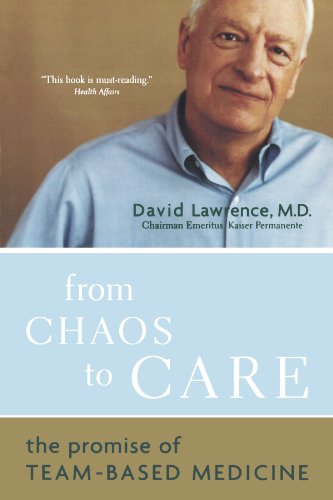 "This book is must-reading."
Health Affairs
David Lawrence, M.D.
Chairman Emeritus, Kaiser Permanente
from
CHAOS
to CARE
the promise of
TEAM-BASED MEDICINE